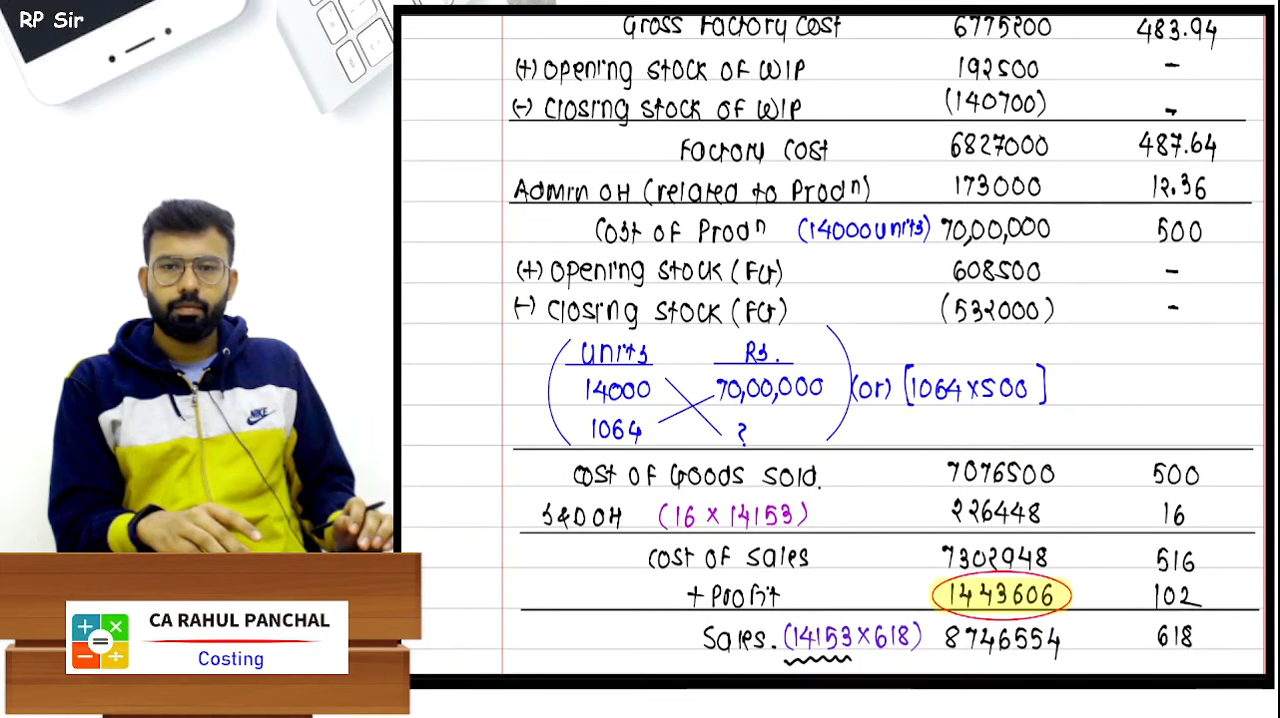 RP Sir
Gross Factory Cost 6775200 483.94
(+) Opening Stock of WIP 192500 -
(-) Closing Stock of WIP (140700) -
Factory Cost 6827000 487.64
Admin OH (related to Prodn) 173000 12.36
Cost of Prodn (14000 units) 70,00,000 500
(+) Opening Stock (FG) 608500 -
(-) Closing Stock (FG) (532000) -
Units Rs.
14000 70,00,000 (or) [1064 x 500]
1064 ?
Cost of Goods Sold. 7076500 500
S&D OH (16 x 14153) 226448 16
Cost of Sales 7302948 516
+ Profit 1443606 102
Sales. (14153 x 618) 8746554 618
NIKE
CA RAHUL PANCHAL
Costing